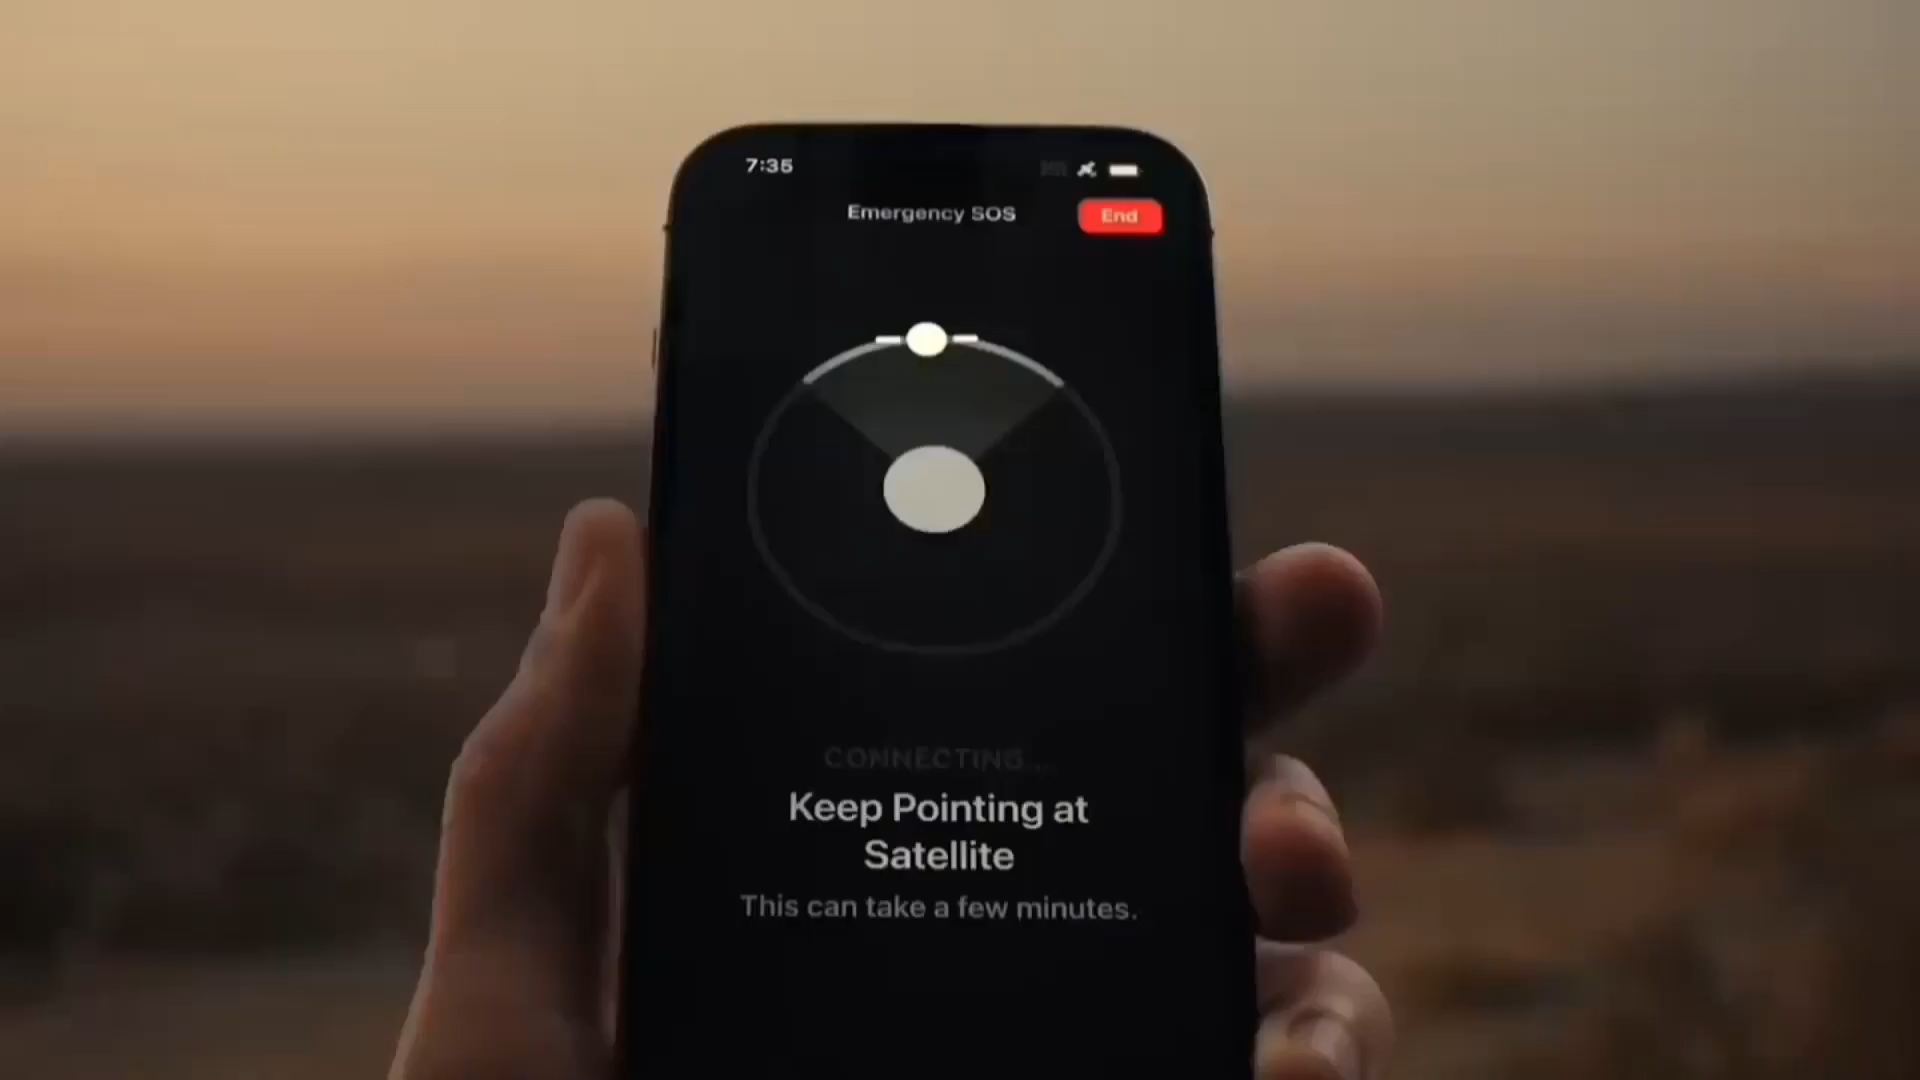 7:35
Emergency SOS
End
CONNECTING...
Keep Pointing at
Satellite
This can take a few minutes.